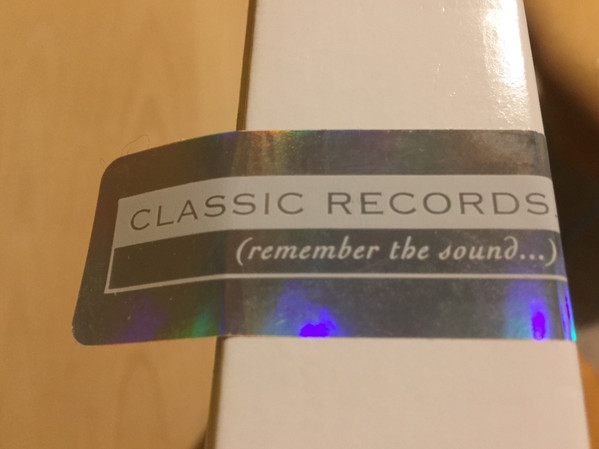 CLASSIC RECORDS
(remember the sound...)